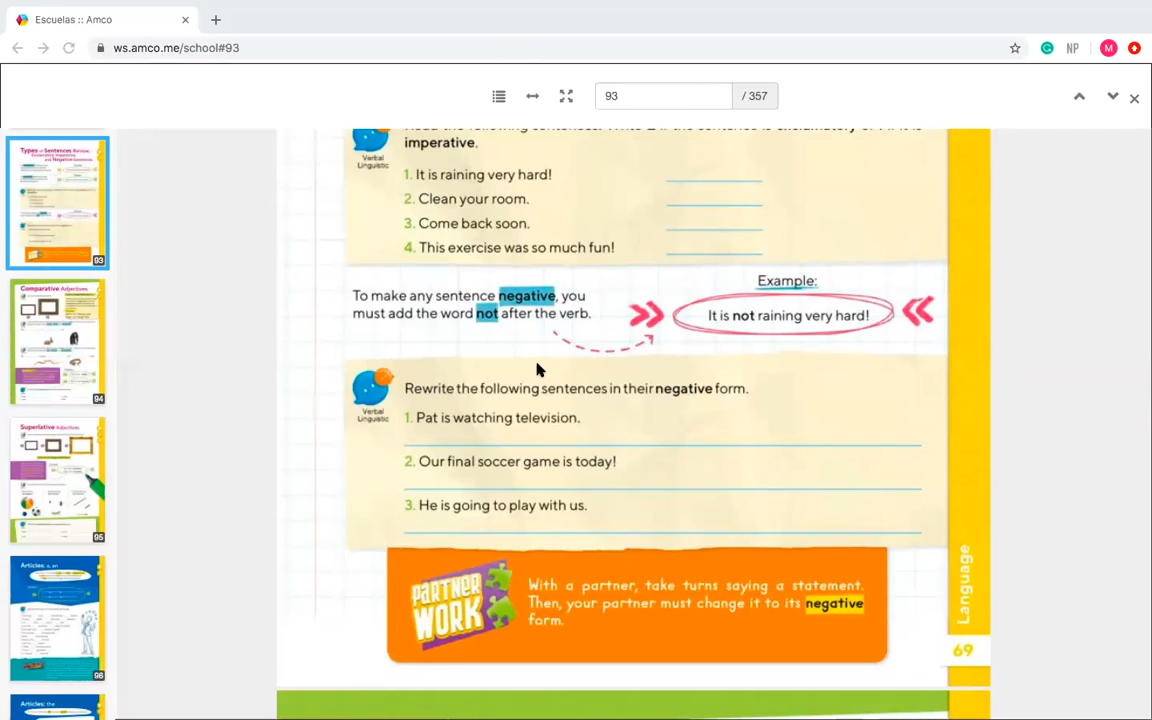 Escuelas :: Amco
ws.amco.me/school#93
NP
M
93
/ 357
Types of Sentences Review:
93
Comparative Adjectives
94
Superlative Adjectives
95
Articles: a, an
96
Articles: the
imperative.
Verbal
Linguistic
1. It is raining very hard!
2. Clean your room.
3. Come back soon.
4. This exercise was so much fun!
To make any sentence negative, you
must add the word not after the verb.
Example:
It is not raining very hard!
Verbal
Linguistic
Rewrite the following sentences in their negative form.
1. Pat is watching television.
2. Our final soccer game is today!
3. He is going to play with us.
PARTNER
WORK
With a partner, take turns saying a statement.
Then, your partner must change it to its negative
form.
Language
69